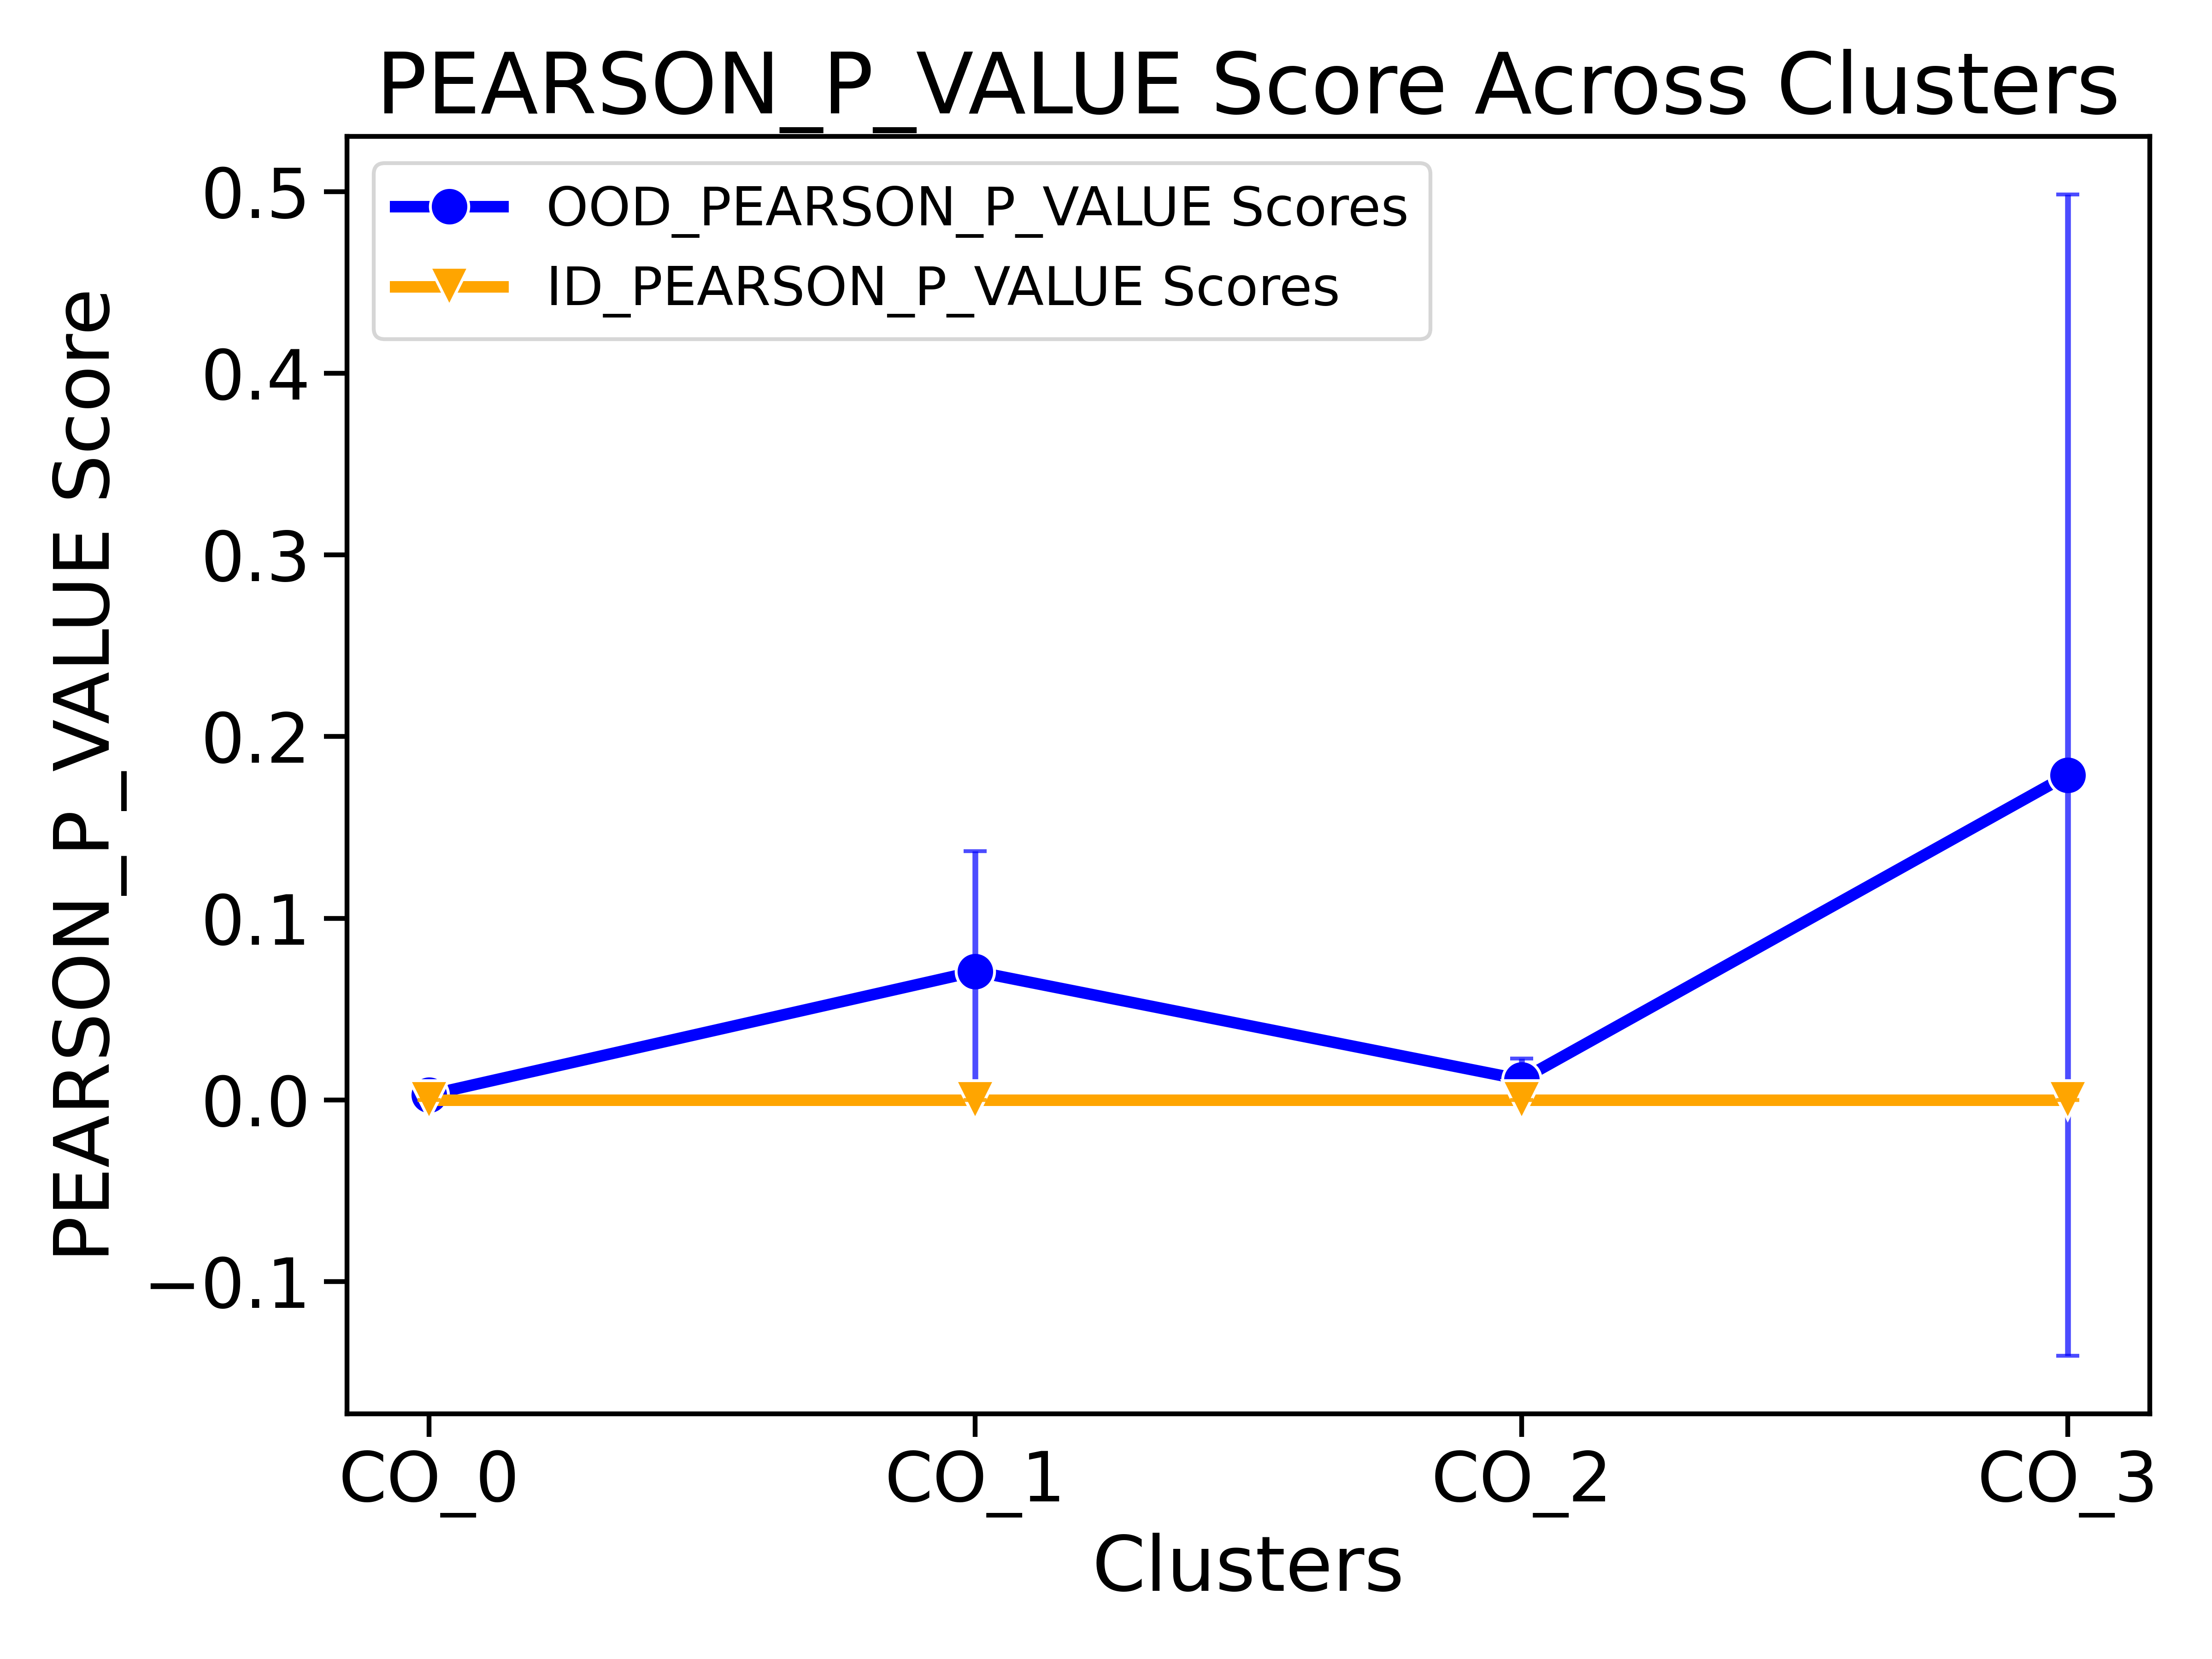 PEARSON_P_VALUE Score Across Clusters
OOD_PEARSON_P_VALUE Scores
ID_PEARSON_P_VALUE Scores
PEARSON_P_VALUE Score
0.5
0.4
0.3
0.2
0.1
0.0
−0.1
CO_0 CO_1 CO_2 CO_3
Clusters